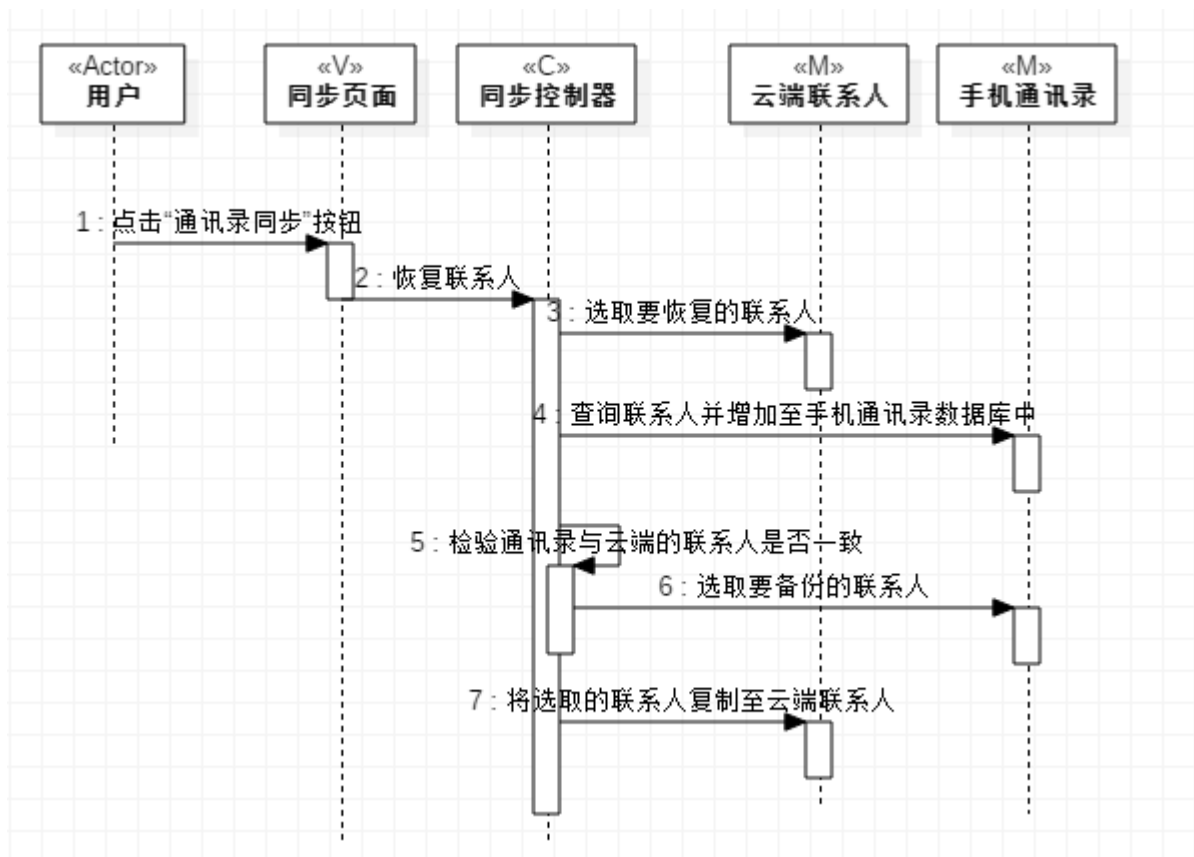 «Actor»
用户
«V»
同步页面
«C»
同步控制器
«M»
云端联系人
«M»
手机通讯录
1 : 点击“通讯录同步”按钮
2 : 恢复联系人
3 : 选取要恢复的联系人
4 : 查询联系人并增加至手机通讯录数据库中
5 : 检验通讯录与云端的联系人是否一致
6 : 选取要备份的联系人
7 : 将选取的联系人复制至云端联系人